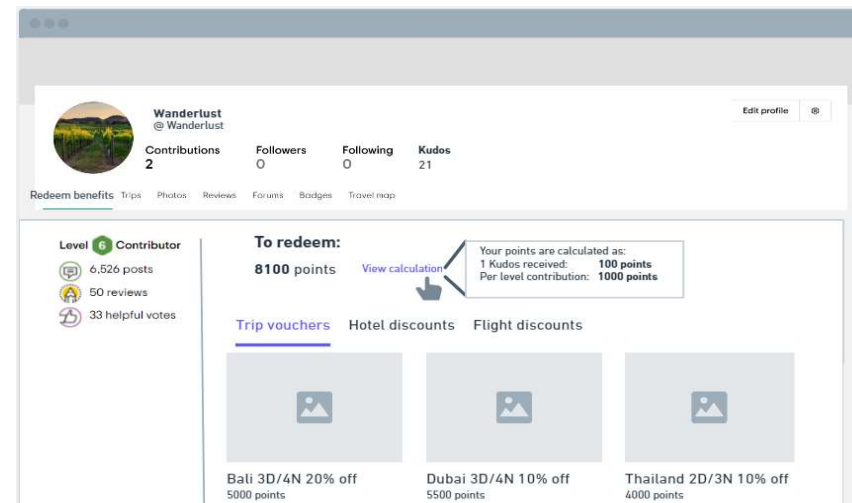 Wanderlust
@ Wanderlust
Edit profile
Contributions Followers Following Kudos
2 0 0 21
Redeem benefits Trips Photos Reviews Forums Badges Travel map
Level 6 Contributor
6,526 posts
50 reviews
33 helpful votes
To redeem:
8100 points View calculation
Your points are calculated as:
1 Kudos received: 100 points
Per level contribution: 1000 points
Trip vouchers Hotel discounts Flight discounts
Bali 3D/4N 20% off
5000 points
Dubai 3D/4N 10% off
5500 points
Thailand 2D/3N 10% off
4000 points